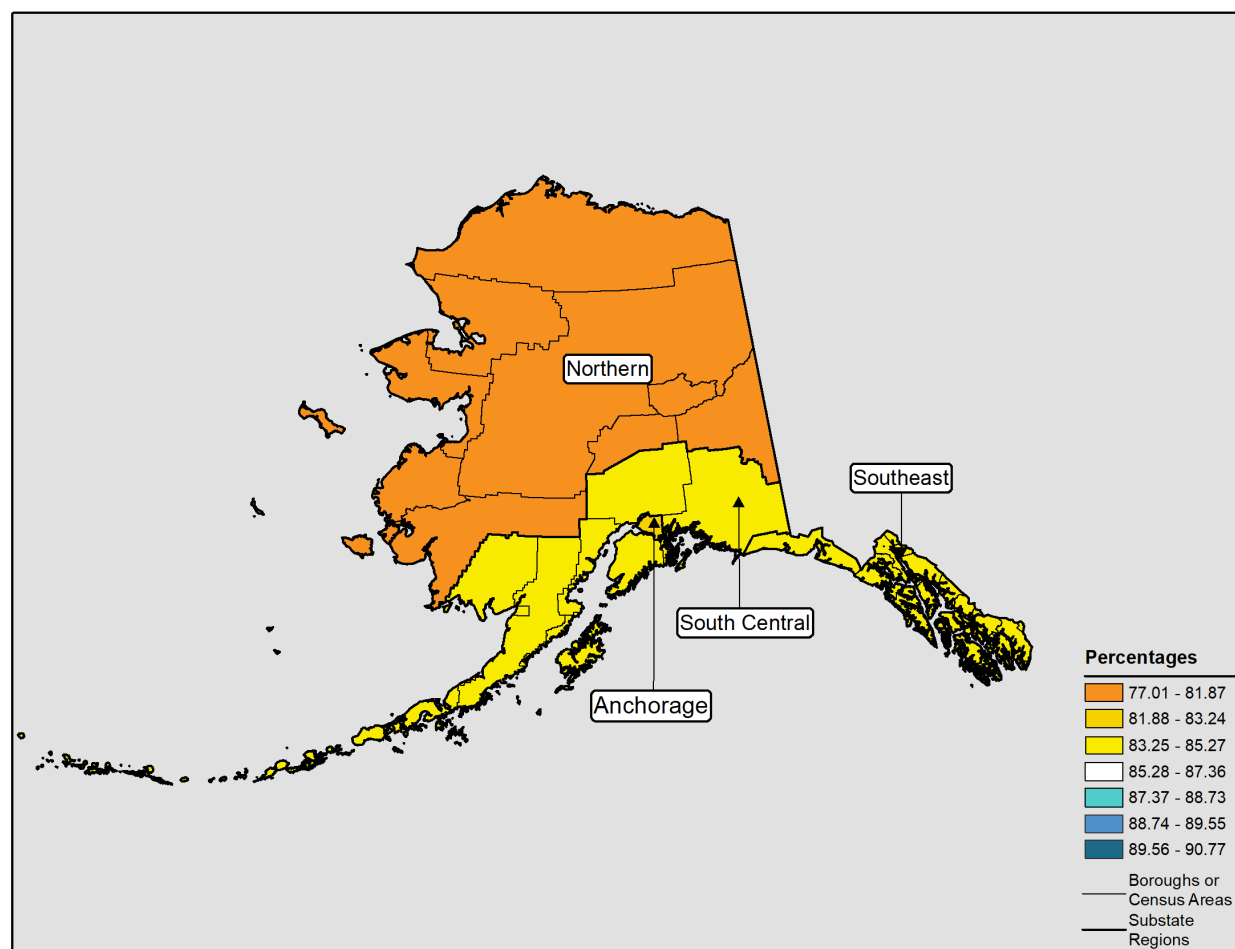 Northern
Southeast
South Central
Anchorage
Percentages
77.01 - 81.87
81.88 - 83.24
83.25 - 85.27
85.28 - 87.36
87.37 - 88.73
88.74 - 89.55
89.56 - 90.77
Boroughs or
Census Areas
Substate
Regions